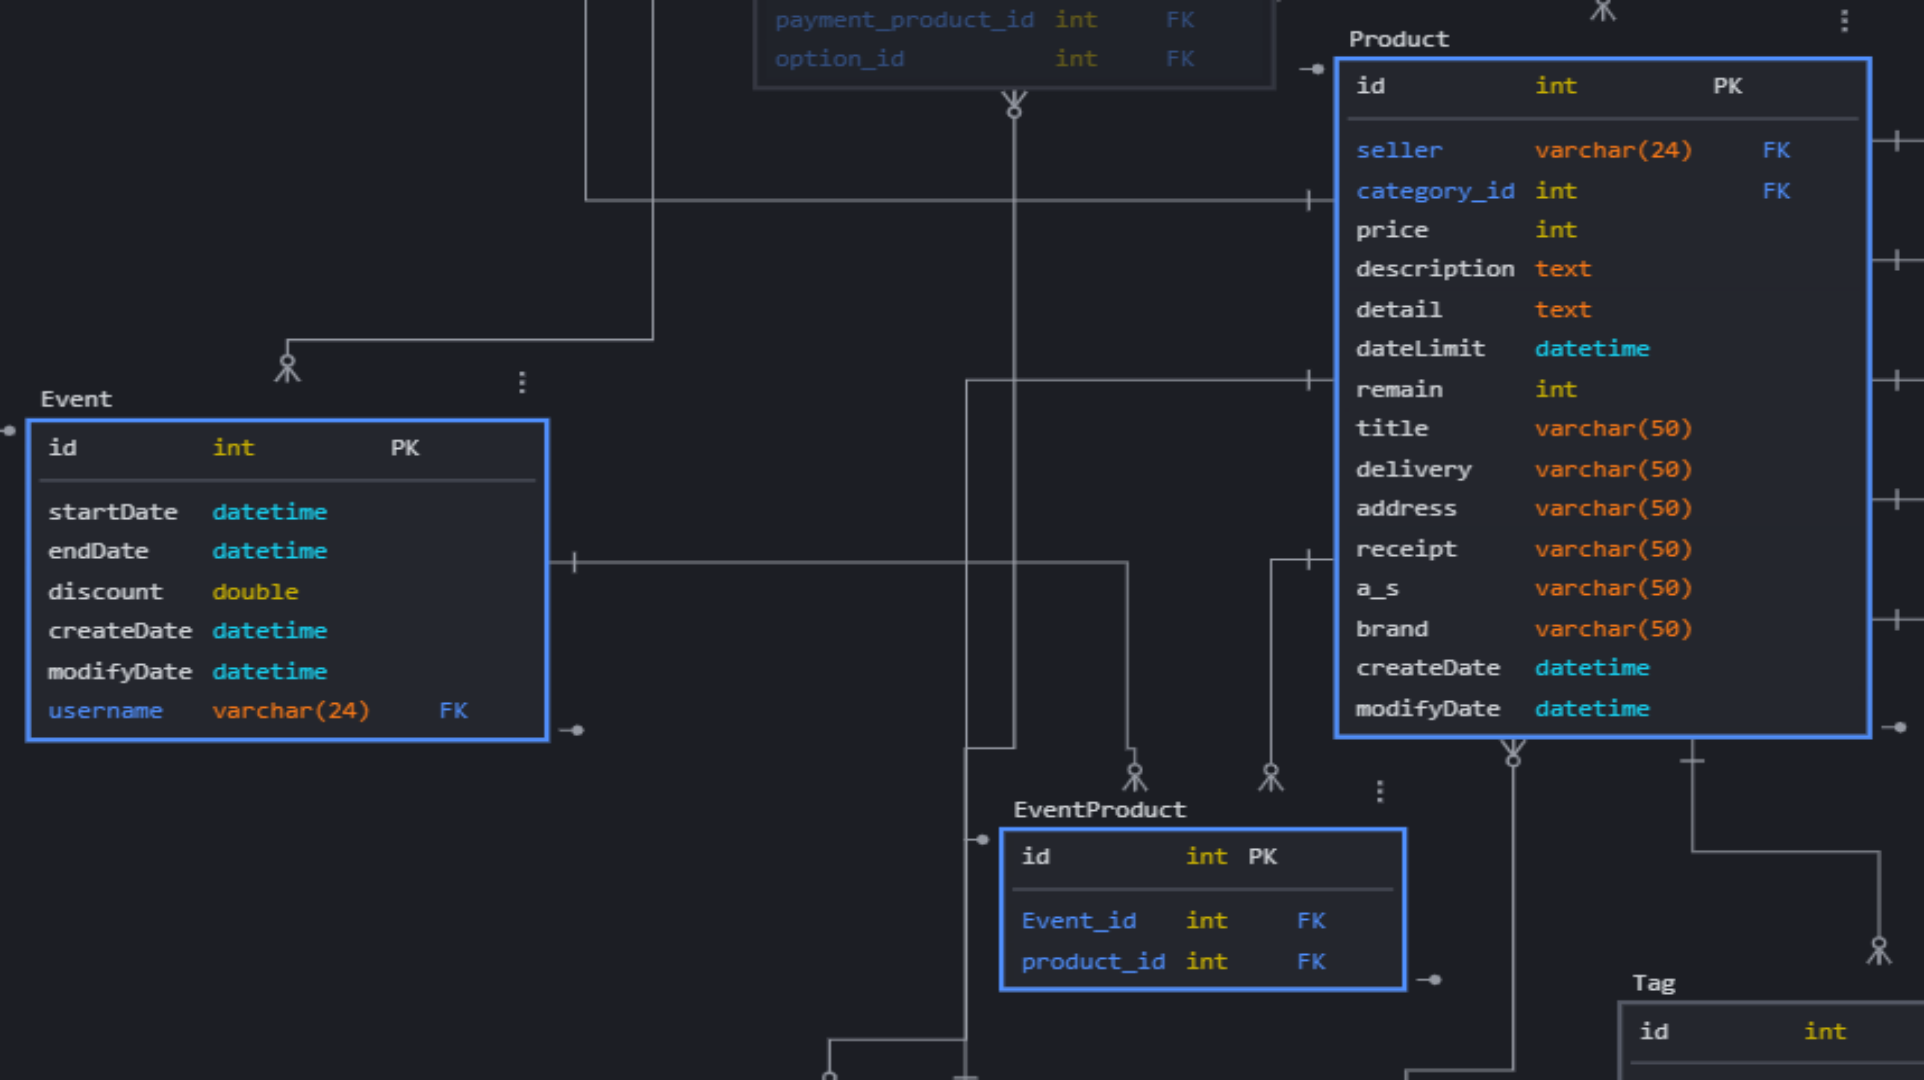 payment_product_id int FK
option_id int FK
Product
id int PK
seller varchar(24) FK
category_id int FK
price int
description text
detail text
dateLimit datetime
remain int
title varchar(50)
delivery varchar(50)
address varchar(50)
receipt varchar(50)
a_s varchar(50)
brand varchar(50)
createDate datetime
modifyDate datetime
Event
id int PK
startDate datetime
endDate datetime
discount double
createDate datetime
modifyDate datetime
username varchar(24) FK
EventProduct
id int PK
Event_id int FK
product_id int FK
Tag
id int